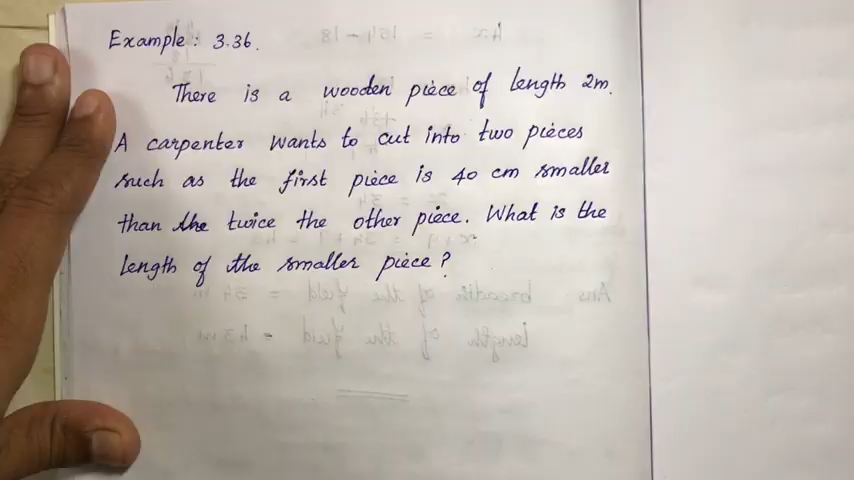 Example: 3.36.
There is a wooden piece of length 2m.
A carpenter wants to cut into two pieces
such as the first piece is 40 cm smaller
than the twice the other piece. What is the
length of the smaller piece?